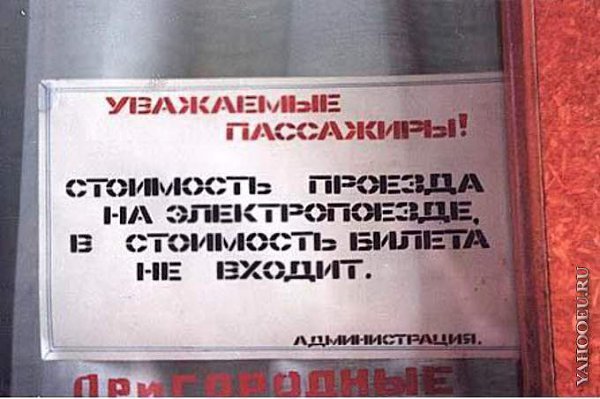 УВАЖАЕМЫЕ
ПАССАЖИРЫ!
СТОИМОСТЬ ПРОЕЗДА
НА ЭЛЕКТРОПОЕЗДЕ,
В СТОИМОСТЬ БИЛЕТА
НЕ ВХОДИТ.
АДМИНИСТРАЦИЯ.
ПРиГОРОДНЫЕ
YAHOOEU.RU